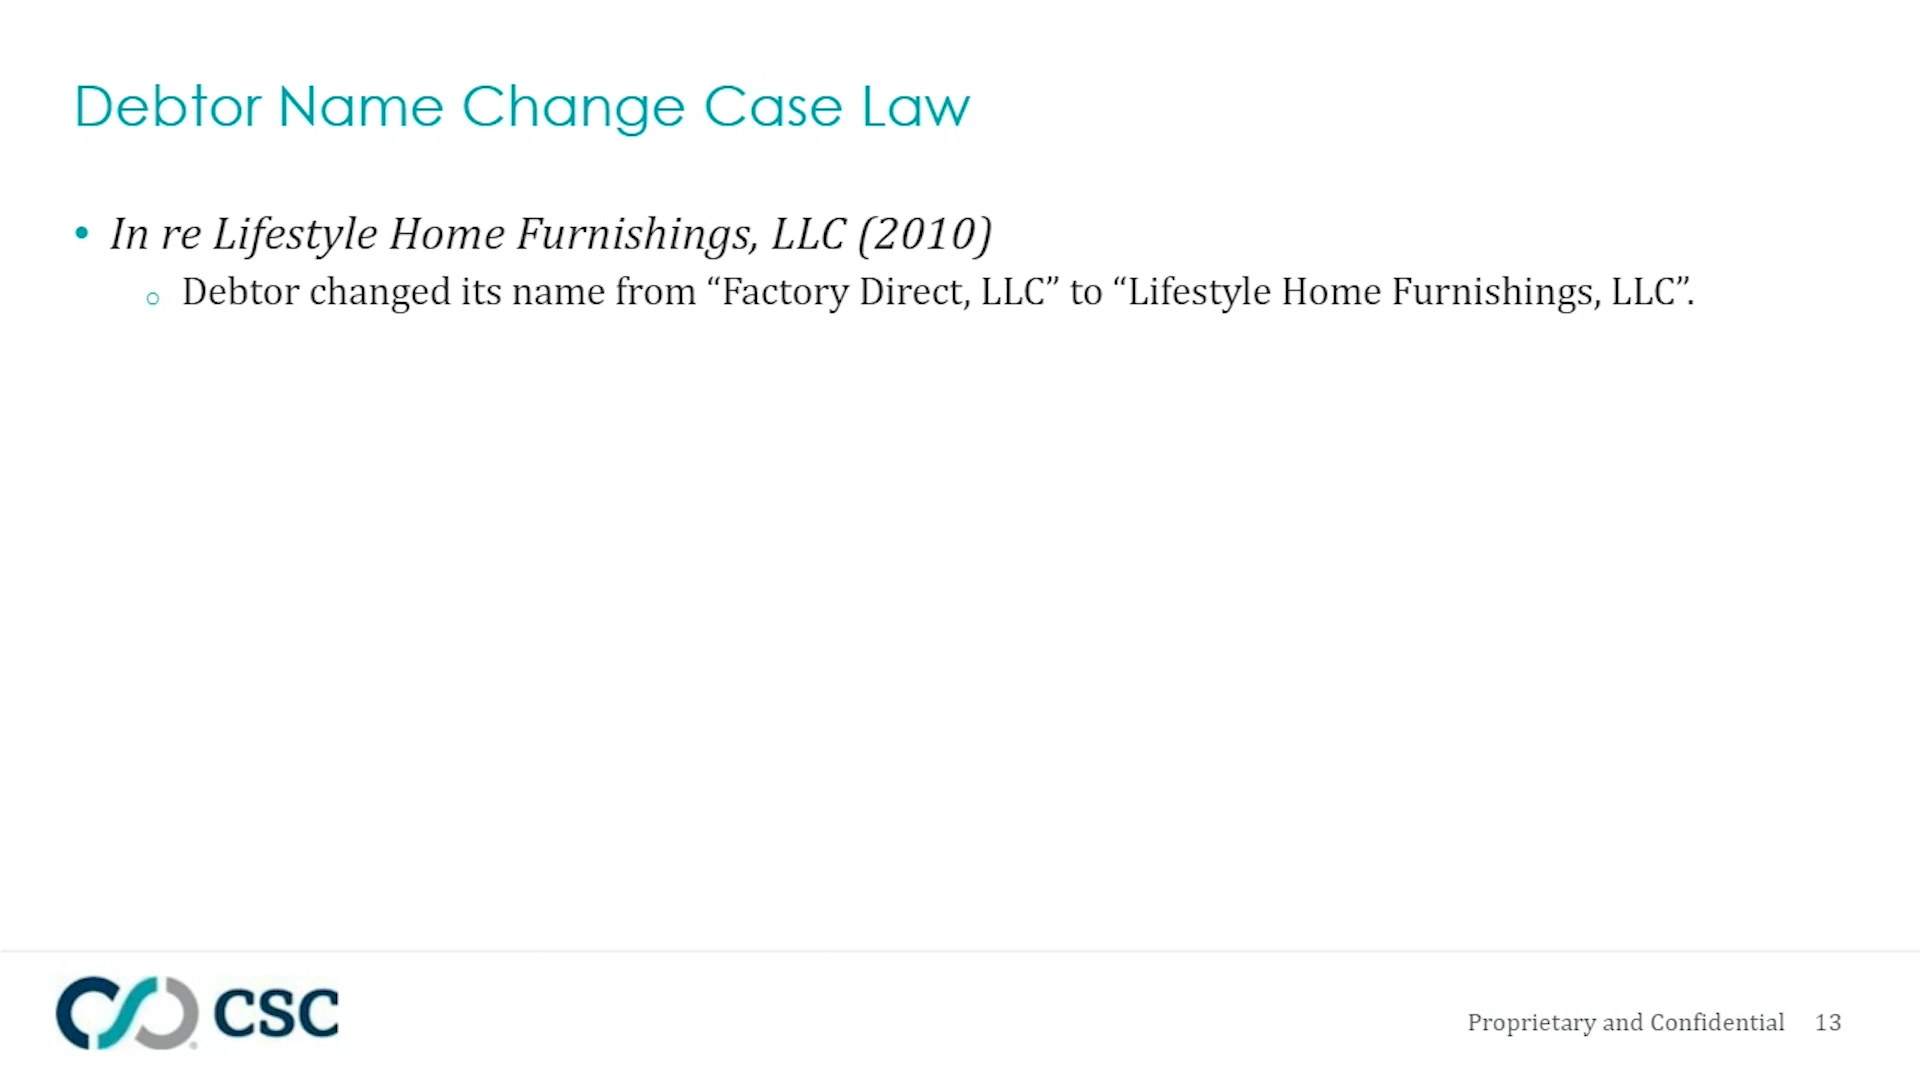 Debtor Name Change Case Law
• In re Lifestyle Home Furnishings, LLC (2010)
○ Debtor changed its name from “Factory Direct, LLC” to “Lifestyle Home Furnishings, LLC”.
CSC
Proprietary and Confidential 13